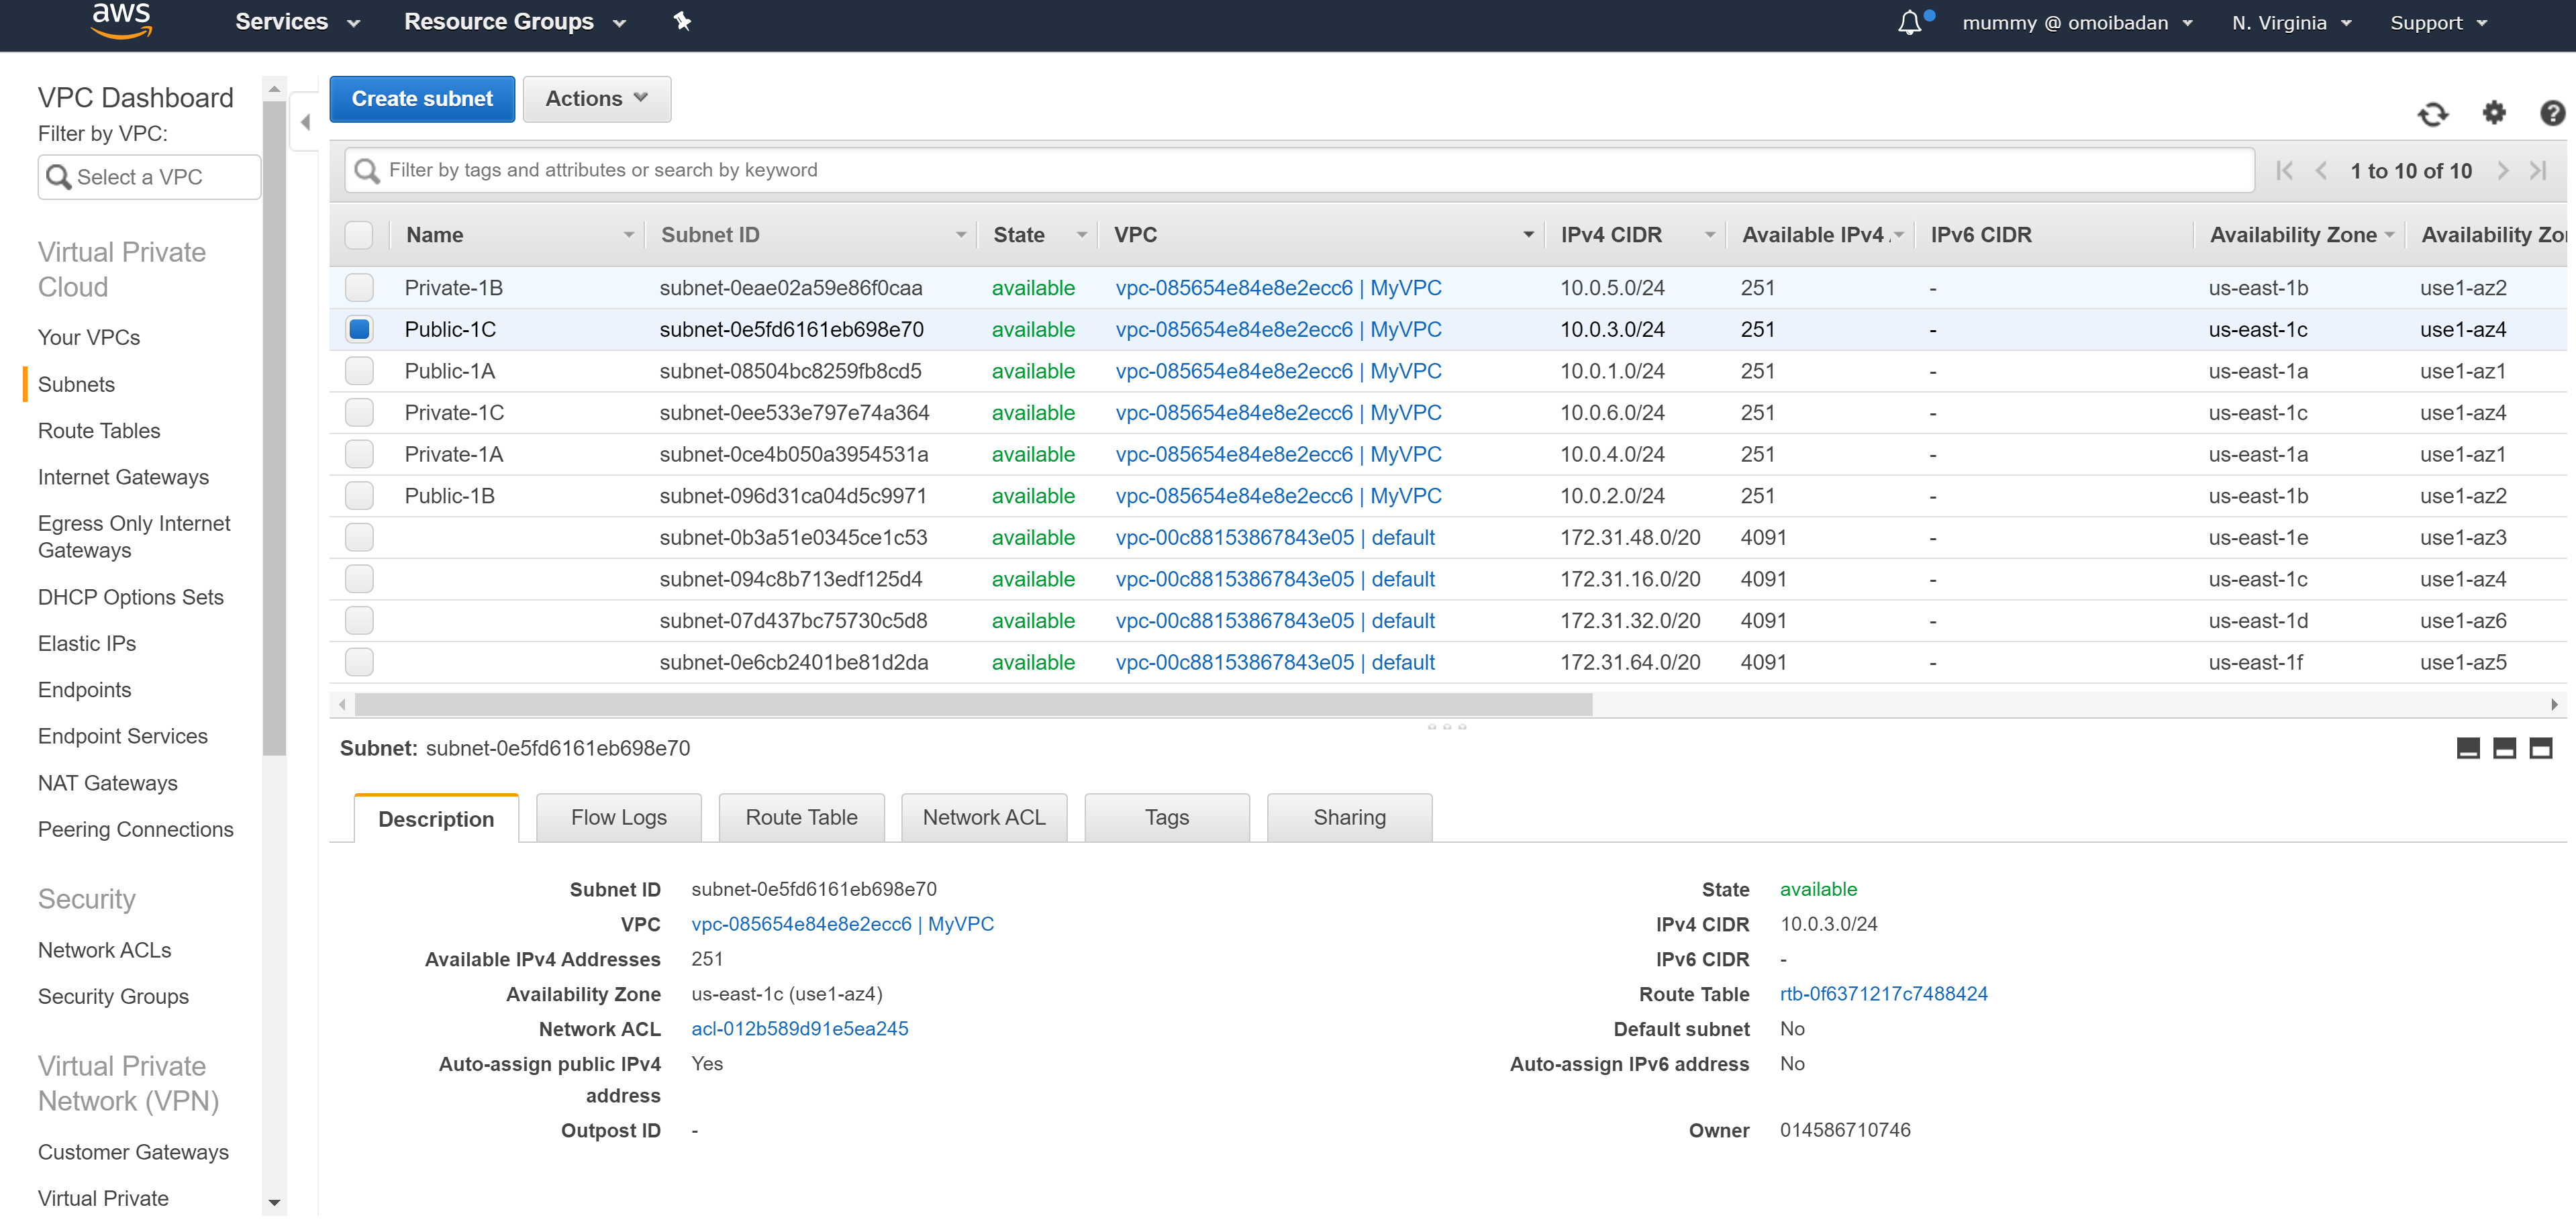 aws Services Resource Groups mummy @ omoibadan N. Virginia Support
VPC Dashboard
Filter by VPC:
Select a VPC
Virtual Private
Cloud
Your VPCs
Subnets
Route Tables
Internet Gateways
Egress Only Internet
Gateways
DHCP Options Sets
Elastic IPs
Endpoints
Endpoint Services
NAT Gateways
Peering Connections
Security
Network ACLs
Security Groups
Virtual Private
Network (VPN)
Customer Gateways
Virtual Private
Create subnet Actions
Filter by tags and attributes or search by keyword 1 to 10 of 10
Name Subnet ID State VPC IPv4 CIDR Available IPv4 IPv6 CIDR Availability Zone Availability Zo
Private-1B subnet-0eae02a59e86f0caa available vpc-085654e84e8e2ecc6 | MyVPC 10.0.5.0/24 251 - us-east-1b use1-az2
Public-1C subnet-0e5fd6161eb698e70 available vpc-085654e84e8e2ecc6 | MyVPC 10.0.3.0/24 251 - us-east-1c use1-az4
Public-1A subnet-08504bc8259fb8cd5 available vpc-085654e84e8e2ecc6 | MyVPC 10.0.1.0/24 251 - us-east-1a use1-az1
Private-1C subnet-0ee533e797e74a364 available vpc-085654e84e8e2ecc6 | MyVPC 10.0.6.0/24 251 - us-east-1c use1-az4
Private-1A subnet-0ce4b050a3954531a available vpc-085654e84e8e2ecc6 | MyVPC 10.0.4.0/24 251 - us-east-1a use1-az1
Public-1B subnet-096d31ca04d5c9971 available vpc-085654e84e8e2ecc6 | MyVPC 10.0.2.0/24 251 - us-east-1b use1-az2
subnet-0b3a51e0345ce1c53 available vpc-00c88153867843e05 | default 172.31.48.0/20 4091 - us-east-1e use1-az3
subnet-094c8b713edf125d4 available vpc-00c88153867843e05 | default 172.31.16.0/20 4091 - us-east-1c use1-az4
subnet-07d437bc75730c5d8 available vpc-00c88153867843e05 | default 172.31.32.0/20 4091 - us-east-1d use1-az6
subnet-0e6cb2401be81d2da available vpc-00c88153867843e05 | default 172.31.64.0/20 4091 - us-east-1f use1-az5
Subnet: subnet-0e5fd6161eb698e70
Description Flow Logs Route Table Network ACL Tags Sharing
Subnet ID subnet-0e5fd6161eb698e70 State available
VPC vpc-085654e84e8e2ecc6 | MyVPC IPv4 CIDR 10.0.3.0/24
Available IPv4 Addresses 251 IPv6 CIDR -
Availability Zone us-east-1c (use1-az4) Route Table rtb-0f6371217c7488424
Network ACL acl-012b589d91e5ea245 Default subnet No
Auto-assign public IPv4 Yes Auto-assign IPv6 address No
address
Outpost ID - Owner 014586710746